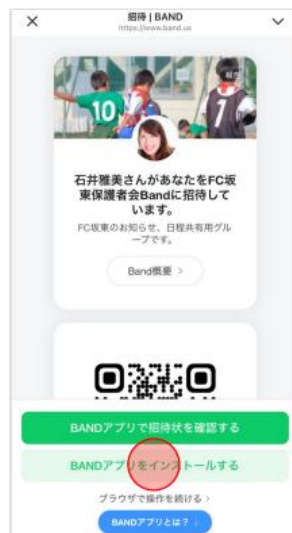 招待 | BAND
https://www.band.us
10
石井雅美さんがあなたをFC坂
東保護者会Bandに招待して
います。
FC坂東のお知らせ、日程共有用グル
ープです。
Band概要 >
BANDアプリで招待状を確認する
BANDアプリをインストールする
ブラウザで操作を続ける >
BANDアプリとは？ ↓